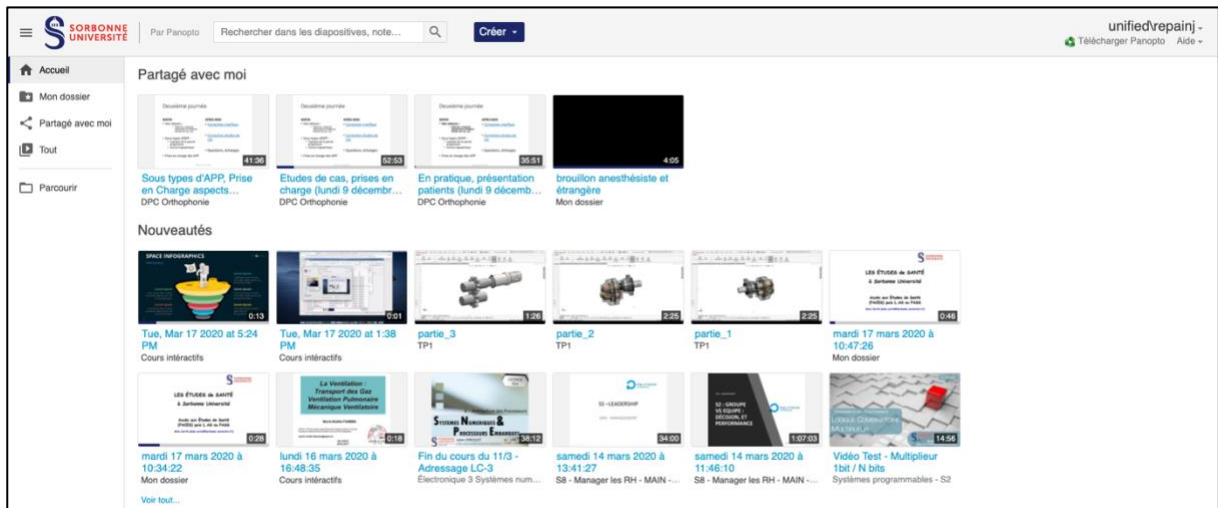 SORBONNE
UNIVERSITÉ
Par Panopto
Rechercher dans les diapositives, note...
Créer
unified\repainj
Télécharger Panopto Aide
Accueil
Mon dossier
Partagé avec moi
Tout
Parcourir
Partagé avec moi
Deuxième journée
41:36
Sous types d'APP, Prise
en Charge aspects...
DPC Orthophonie
Deuxième journée
52:53
Etudes de cas, prises en
charge (lundi 9 décembr...
DPC Orthophonie
Deuxième journée
35:51
En pratique, présentation
patients (lundi 9 décemb...
DPC Orthophonie
4:05
brouillon anesthésiste et
étrangère
Mon dossier
Nouveautés
SPACE INFOGRAPHICS
0:13
Tue, Mar 17 2020 at 5:24
PM
Cours intéractifs
0:01
Tue, Mar 17 2020 at 1:38
PM
Cours intéractifs
1:26
partie_3
TP1
2:25
partie_2
TP1
2:25
partie_1
TP1
LES ÉTUDES de SANTÉ
à Sorbonne Université
0:46
mardi 17 mars 2020 à
10:47:26
Mon dossier
LES ÉTUDES de SANTÉ
à Sorbonne Université
0:28
mardi 17 mars 2020 à
10:34:22
Mon dossier
La Ventilation :
Transport des Gaz
Ventilation Pulmonaire
Mécanique Ventilatoire
0:18
lundi 16 mars 2020 à
16:48:35
Cours intéractifs
SYSTEMES NUMERIQUES &
PROCESSEURS EMBARQUES
38:12
Fin du cours du 11/3 -
Adressage LC-3
Électronique 3 Systèmes num...
S2 - LEADERSHIP
34:00
samedi 14 mars 2020 à
13:41:27
S8 - Manager les RH - MAIN -...
S2 : GROUPE
VS EQUIPE :
DÉCISION, ET
PERFORMANCE
1:07:03
samedi 14 mars 2020 à
11:46:10
S8 - Manager les RH - MAIN -...
14:56
Vidéo Test - Multiplieur
1bit / N bits
Systèmes programmables - S2
Voir tout...